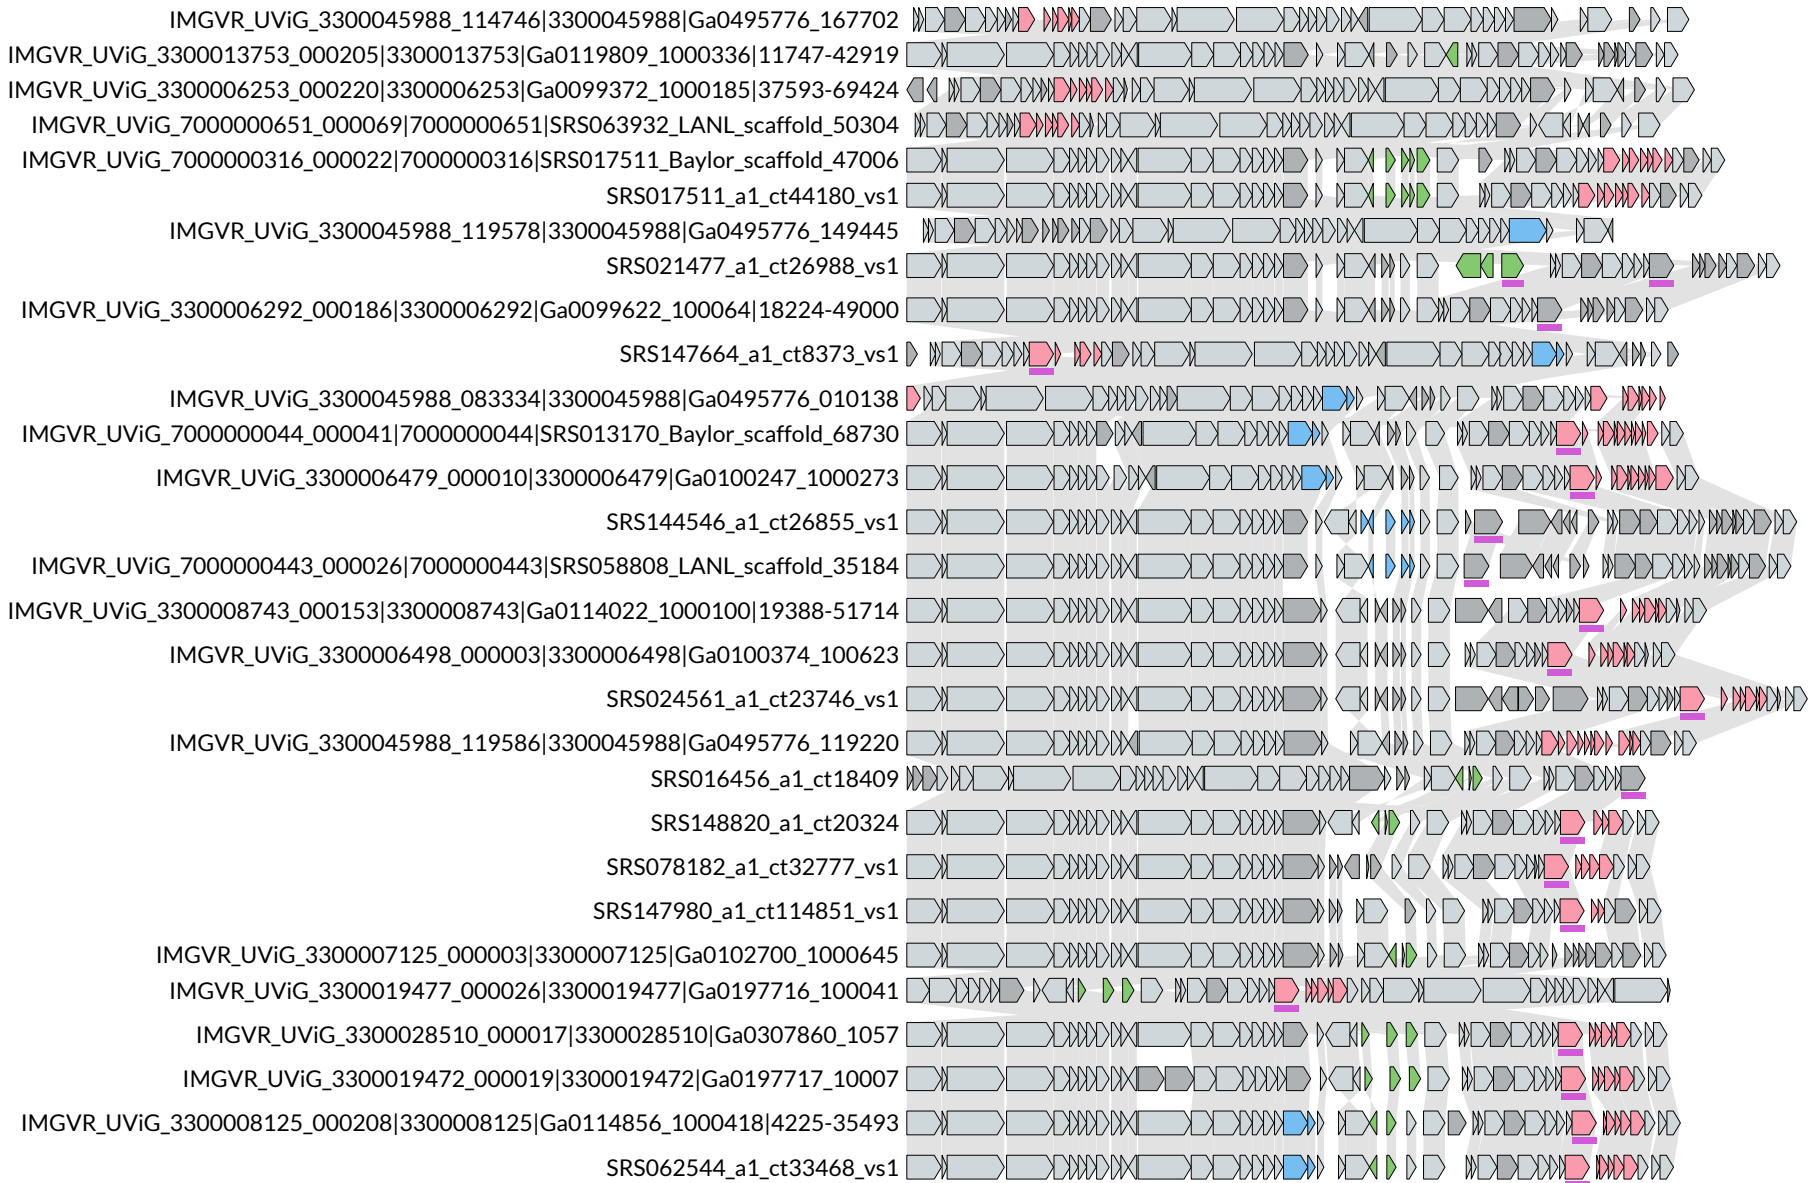 IMGVR_UViG_3300045988_114746|3300045988|Ga0495776_167702
IMGVR_UViG_3300013753_000205|3300013753|Ga0119809_1000336|11747-42919
IMGVR_UViG_3300006253_000220|3300006253|Ga0099372_1000185|37593-69424
IMGVR_UViG_7000000651_000069|7000000651|SRS063932_LANL_scaffold_50304
IMGVR_UViG_7000000316_000022|7000000316|SRS017511_Baylor_scaffold_47006
SRS017511_a1_ct44180_vs1
IMGVR_UViG_3300045988_119578|3300045988|Ga0495776_149445
SRS021477_a1_ct26988_vs1
IMGVR_UViG_3300006292_000186|3300006292|Ga0099622_100064|18224-49000
SRS147664_a1_ct8373_vs1
IMGVR_UViG_3300045988_083334|3300045988|Ga0495776_010138
IMGVR_UViG_7000000044_000041|7000000044|SRS013170_Baylor_scaffold_68730
IMGVR_UViG_3300006479_000010|3300006479|Ga0100247_1000273
SRS144546_a1_ct26855_vs1
IMGVR_UViG_7000000443_000026|7000000443|SRS058808_LANL_scaffold_35184
IMGVR_UViG_3300008743_000153|3300008743|Ga0114022_1000100|19388-51714
IMGVR_UViG_3300006498_000003|3300006498|Ga0100374_100623
SRS024561_a1_ct23746_vs1
IMGVR_UViG_3300045988_119586|3300045988|Ga0495776_119220
SRS016456_a1_ct18409
SRS148820_a1_ct20324
SRS078182_a1_ct32777_vs1
SRS147980_a1_ct114851_vs1
IMGVR_UViG_3300007125_000003|3300007125|Ga0102700_1000645
IMGVR_UViG_3300019477_000026|3300019477|Ga0197716_100041
IMGVR_UViG_3300028510_000017|3300028510|Ga0307860_1057
IMGVR_UViG_3300019472_000019|3300019472|Ga0197717_10007
IMGVR_UViG_3300008125_000208|3300008125|Ga0114856_1000418|4225-35493
SRS062544_a1_ct33468_vs1